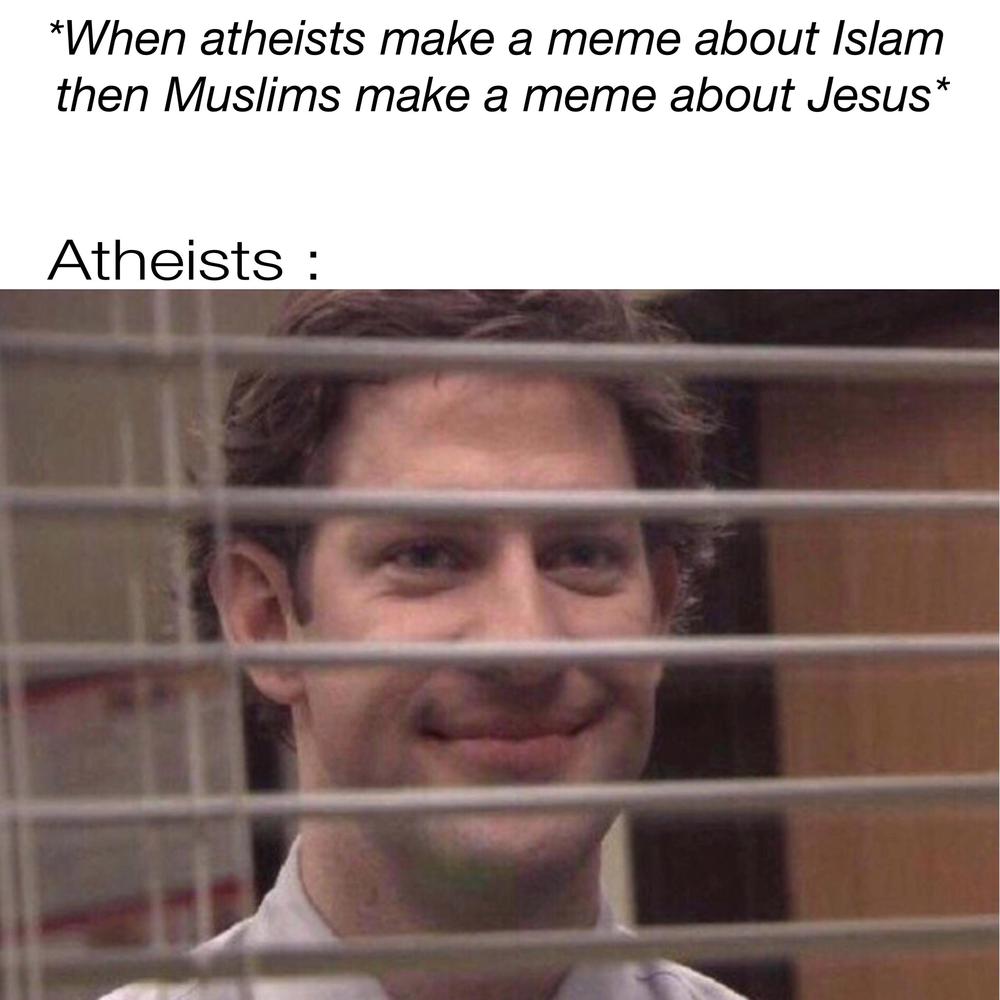 *When atheists make a meme about Islam
then Muslims make a meme about Jesus*
Atheists :